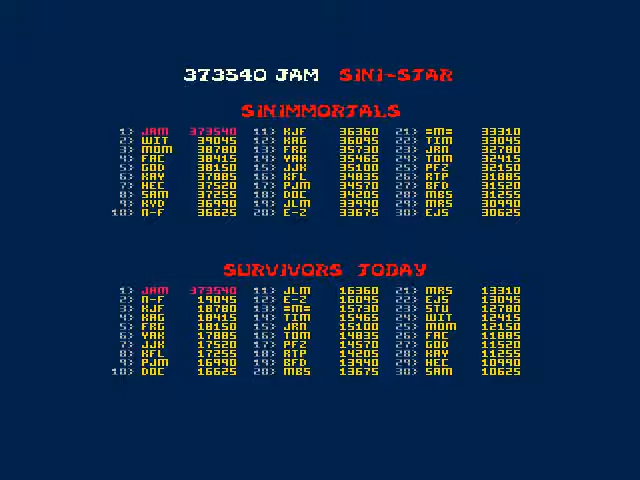 373540 JAM SINI-STAR
SINIMMORTALS
1) JAM 373540 11) KJF 36360 21) =M= 33310
2) WIT 39045 12) KAG 36095 22) TIM 33045
3) MOM 38780 13) FRG 35730 23) JRN 32780
4) FAC 38415 14) YAK 35465 24) TOM 32415
5) GOD 38150 15) JJK 35100 25) PFZ 32150
6) KAY 37885 16) KFL 34835 26) RTP 31885
7) HEC 37520 17) PJM 34570 27) BFD 31520
8) SAM 37255 18) DOC 34205 28) MBS 31255
9) KYD 36990 19) JLM 33940 29) MRS 30990
10) N-F 36625 20) E-Z 33675 30) EJS 30625
SURVIVORS TODAY
1) JAM 373540 11) JLM 16360 21) MRS 13310
2) N-F 19045 12) E-Z 16095 22) EJS 13045
3) KJF 18780 13) =M= 15730 23) STU 12780
4) KAG 18415 14) TIM 15465 24) WIT 12415
5) FRG 18150 15) JRN 15100 25) MOM 12150
6) YAK 17885 16) TOM 14835 26) FAC 11885
7) JJK 17520 17) PFZ 14570 27) GOD 11520
8) KFL 17255 18) RTP 14205 28) KAY 11255
9) PJM 16990 19) BFD 13940 29) HEC 10990
10) DOC 16625 20) MBS 13675 30) SAM 10625